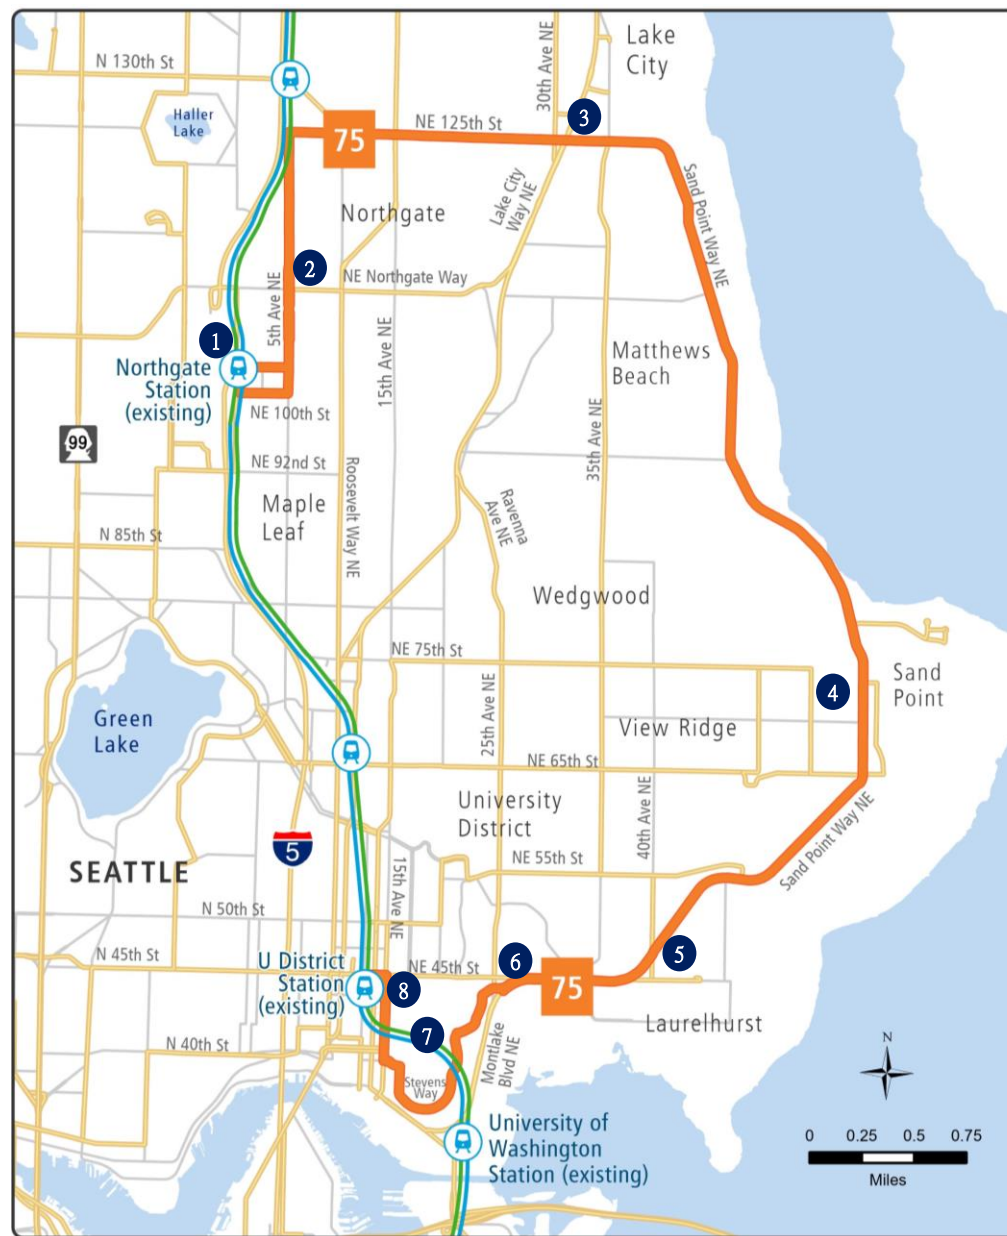 Lake
City
30th Ave NE
N 130th St
3
Haller
Lake
75
NE 125th St
Lake City
Way NE
Sand Point Way NE
Northgate
2
5th Ave NE
NE Northgate Way
1
15th Ave NE
Matthews
Beach
Northgate
Station
(existing)
NE 100th St
35th Ave NE
99
NE 92nd St
Roosevelt Way NE
Maple
Leaf
Ravenna
Ave NE
N 85th St
Wedgwood
NE 75th St
Sand
Point
4
25th Ave NE
Green
Lake
View Ridge
NE 65th St
40th Ave NE
University
District
Sand Point Way NE
5
SEATTLE
NE 55th St
15th Ave NE
N 50th St
N 45th St
U District
Station
(existing)
NE 45th St
6
5
8
75
7
Laurelhurst
Montlake
Blvd NE
N 40th St
Stevens
Way
N
University of
Washington
Station (existing)
0 0.25 0.5 0.75
Miles